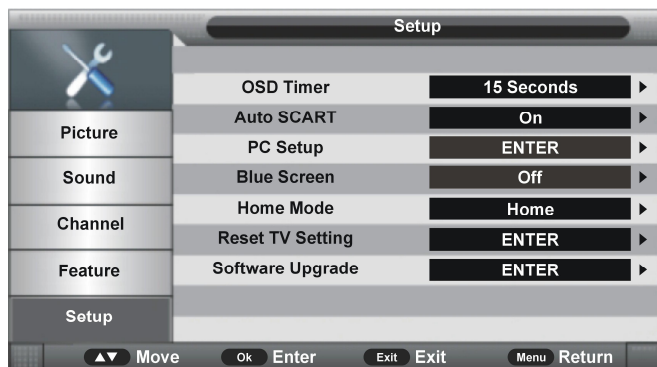 Setup
OSD Timer 15 Seconds
Auto SCART On
PC Setup ENTER
Blue Screen Off
Home Mode Home
Reset TV Setting ENTER
Software Upgrade ENTER
Picture
Sound
Channel
Feature
Setup
Move Ok Enter Exit Exit Menu Return